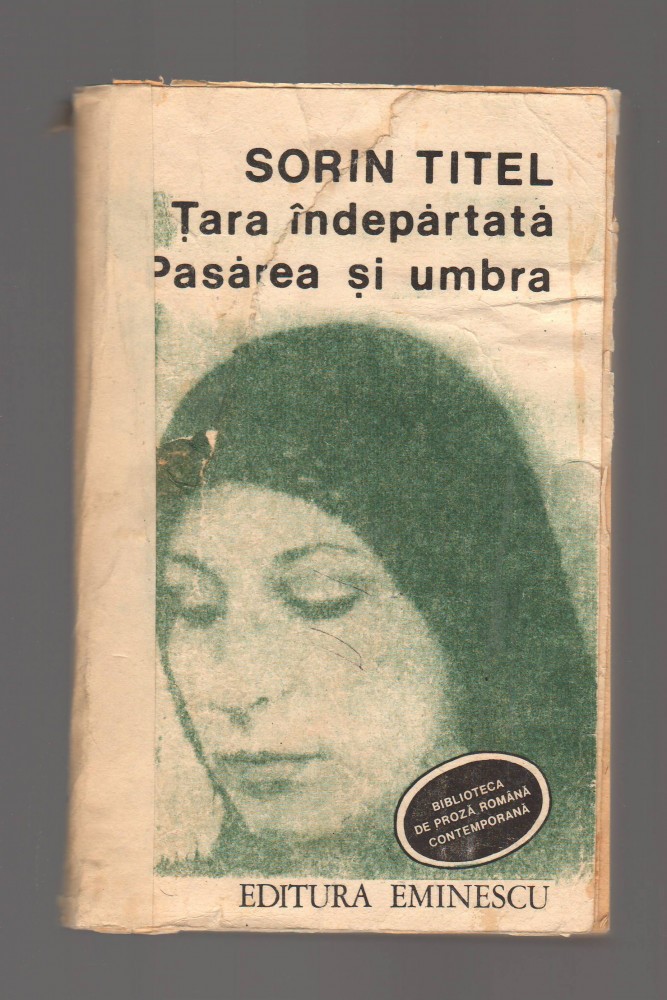 SORIN TITEL
Țara îndepărtată
Pasărea și umbra
BIBLIOTECA
DE PROZĂ ROMÂNĂ
CONTEMPORANĂ
EDITURA EMINESCU